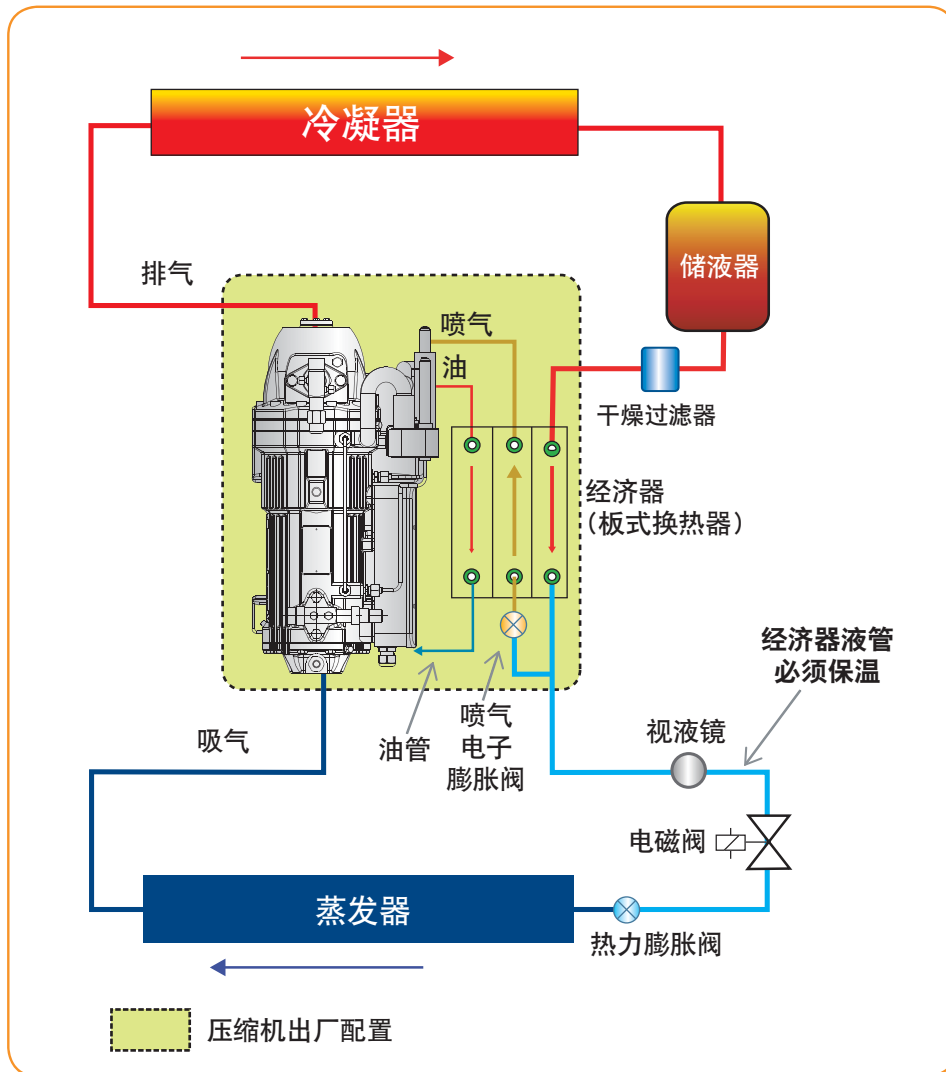 冷凝器
储液器
排气
喷气
油
干燥过滤器
经济器
（板式换热器）
经济器液管
必须保温
吸气
油管
喷气
电子
膨胀阀
视液镜
电磁阀
蒸发器
热力膨胀阀
压缩机出厂配置